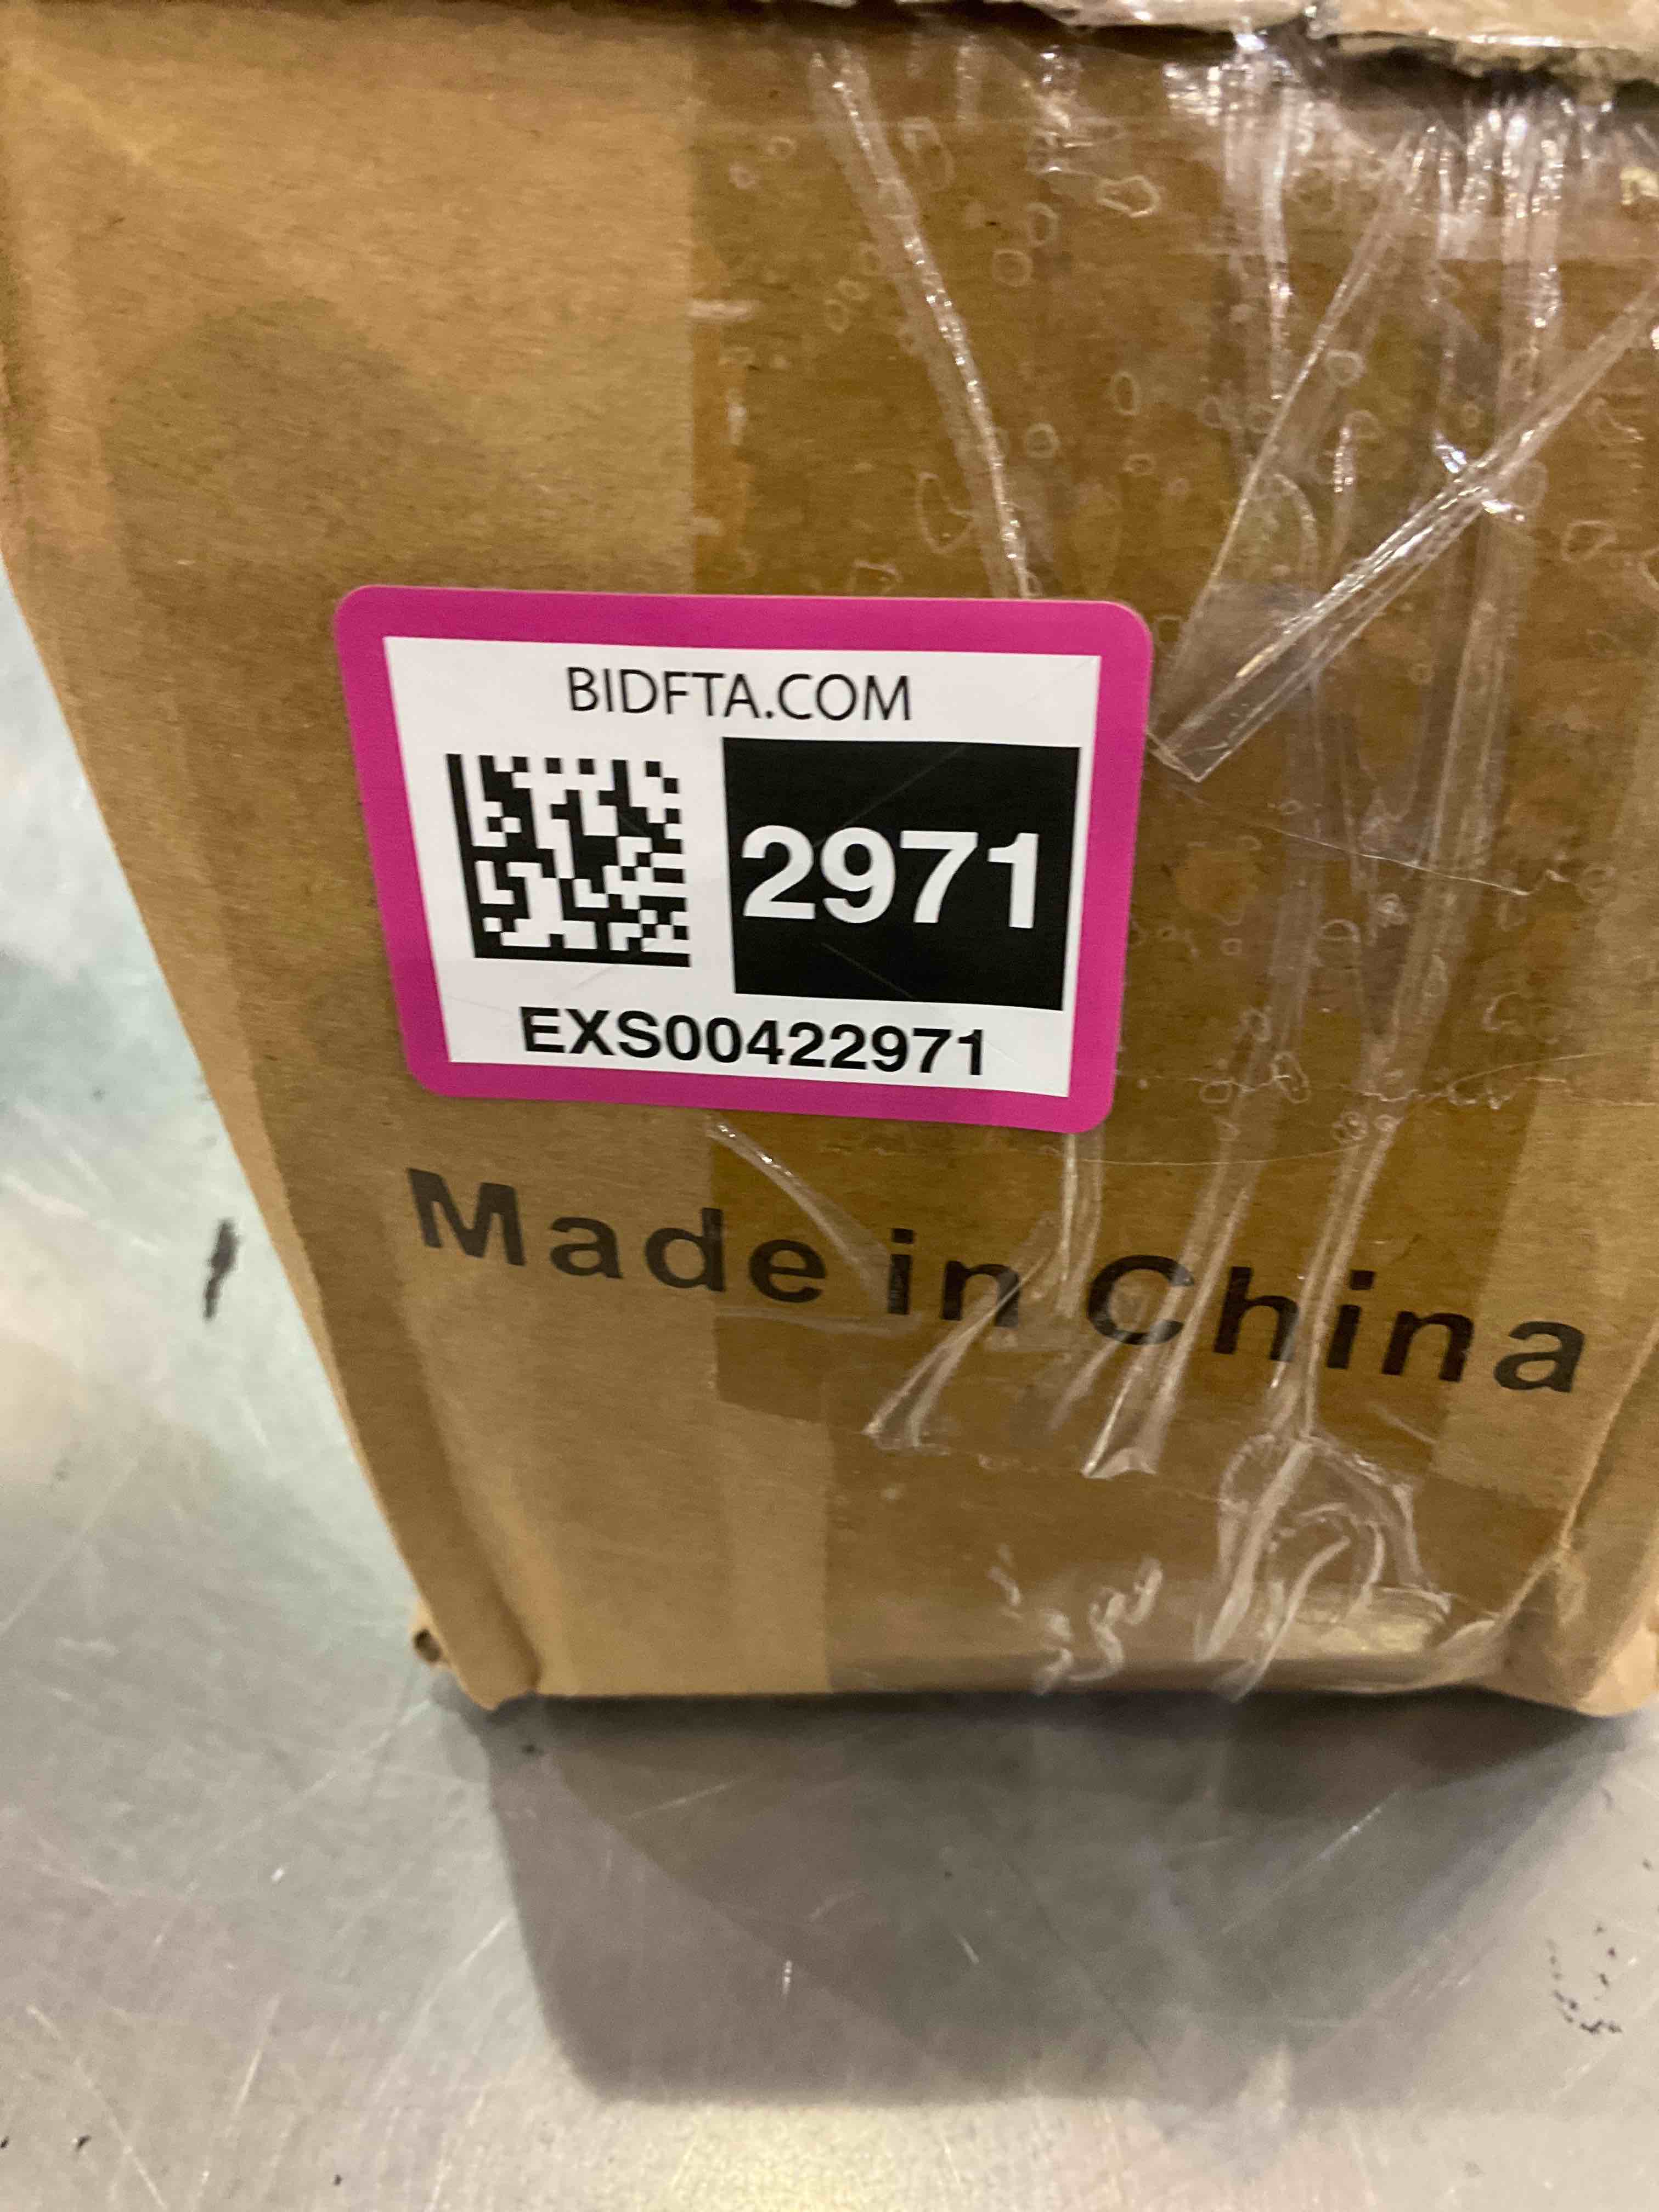 BIDFTA.COM
2971
EXS00422971
Made in China